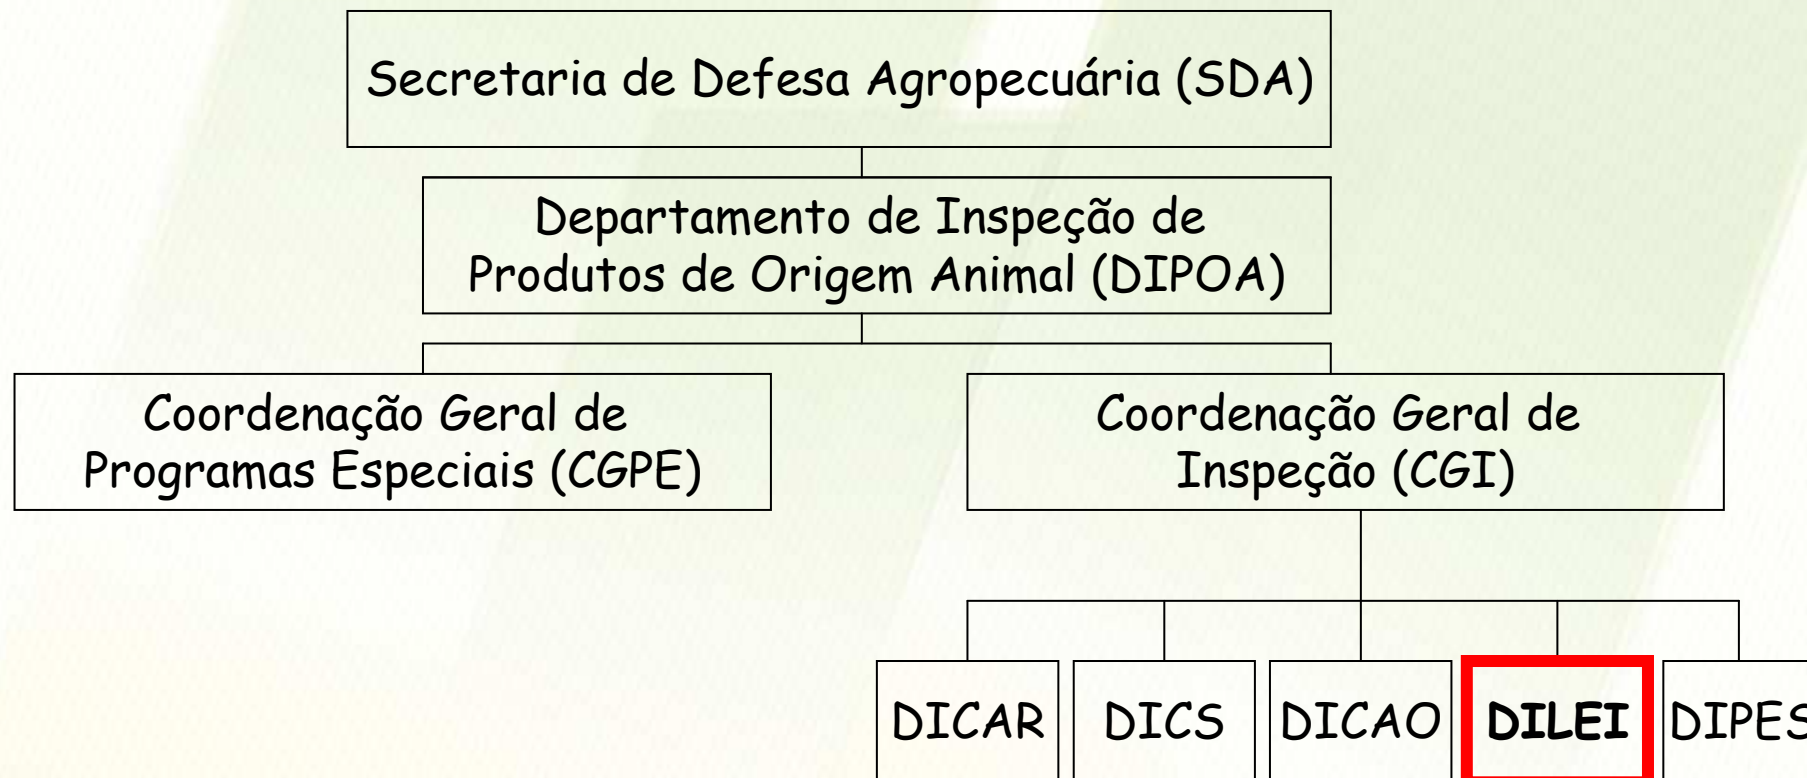 Secretaria de Defesa Agropecuária (SDA)
Departamento de Inspeção de
Produtos de Origem Animal (DIPOA)
Coordenação Geral de
Programas Especiais (CGPE)
Coordenação Geral de
Inspeção (CGI)
DICAR
DICS
DICAO
DILEI
DIPES